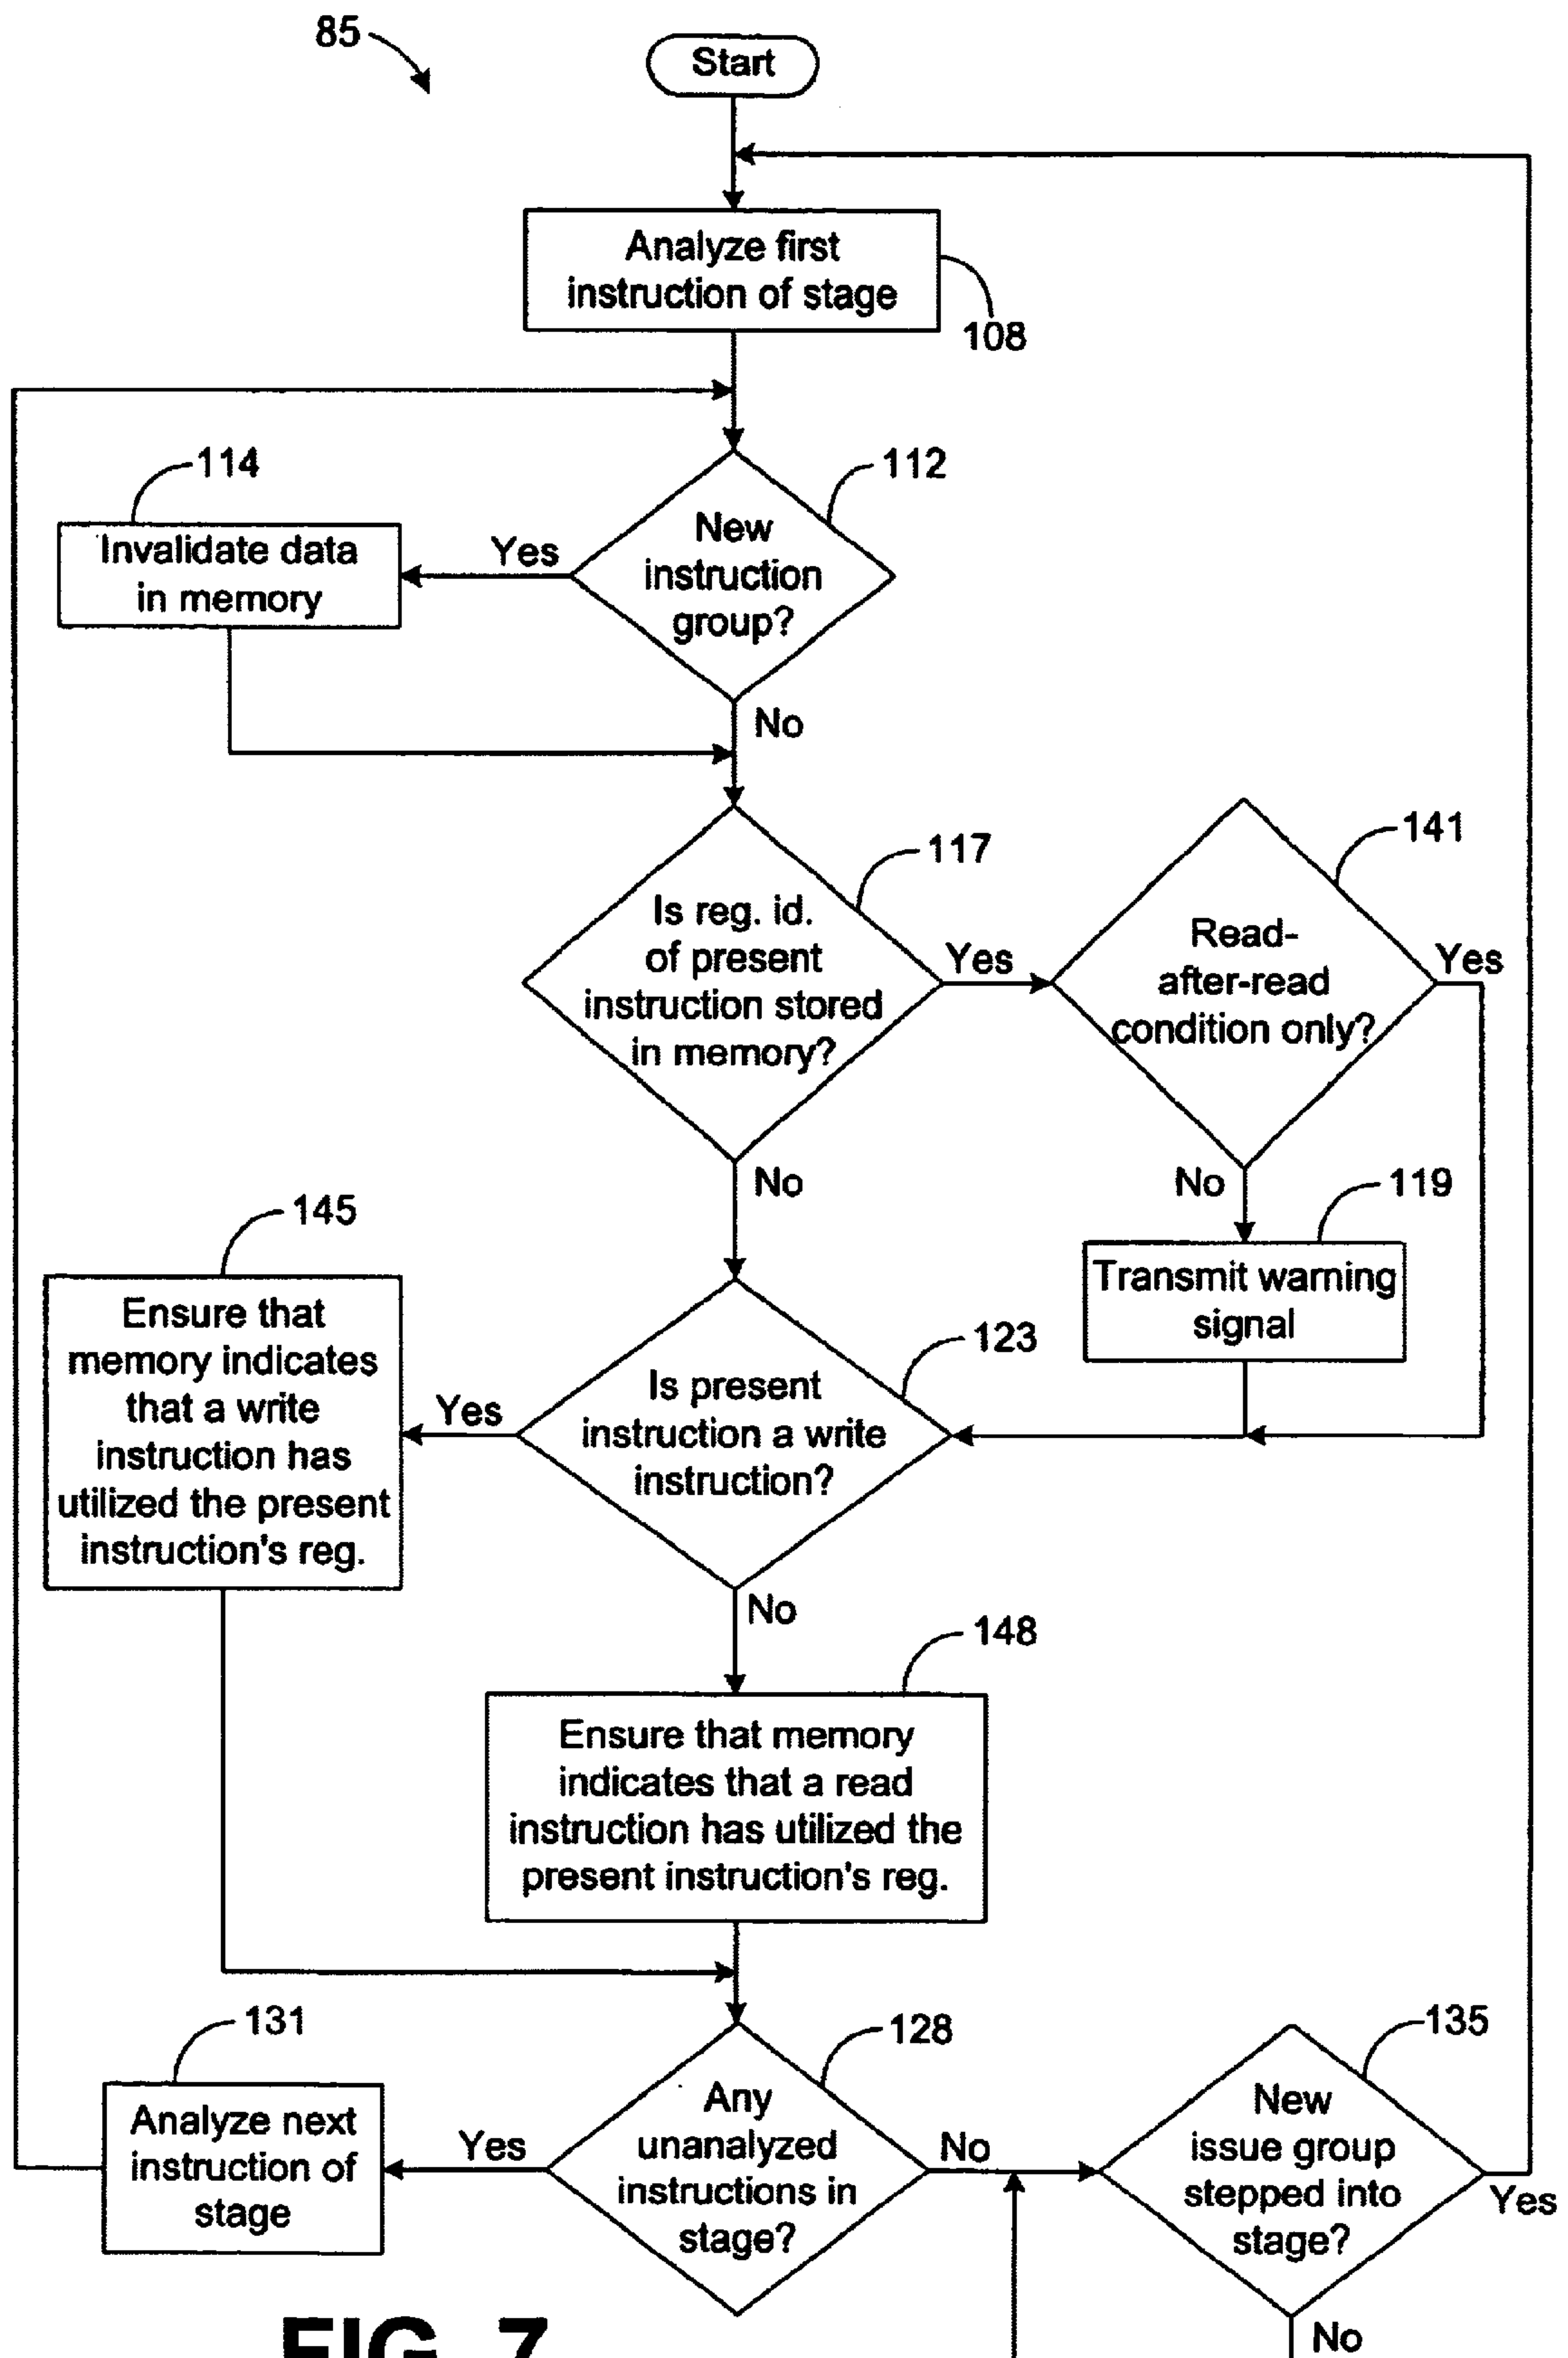 85
Start
Analyze first
instruction of stage
108
114
112
Invalidate data
in memory
Yes
New
instruction
group?
No
117
141
Is reg. id.
of present
instruction stored
in memory?
Yes
Read-
after-read
condition only?
Yes
No
No
119
145
Transmit warning
signal
Ensure that
memory indicates
that a write
instruction has
utilized the present
instruction's reg.
Yes
123
Is present
instruction a write
instruction?
No
148
Ensure that memory
indicates that a read
instruction has utilized the
present instruction's reg.
131
128
135
Analyze next
instruction of
stage
Yes
Any
unanalyzed
instructions in
stage?
No
New
issue group
stepped into
stage?
Yes
No
FIG. 7